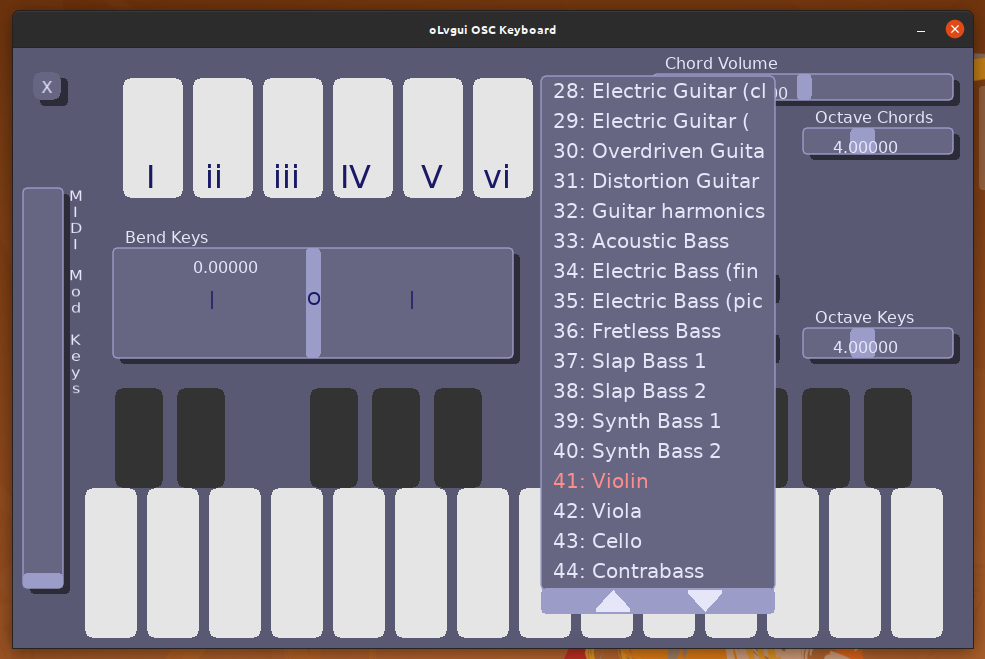 oLvgui OSC Keyboard
X
Chord Volume
Octave Chords
4.00000
I ii iii IV V vi
Bend Keys
0.00000
| O |
MIDI Mod Keys
28: Electric Guitar (cl
29: Electric Guitar (
30: Overdriven Guita
31: Distortion Guitar
32: Guitar harmonics
33: Acoustic Bass
34: Electric Bass (fin
35: Electric Bass (pic
36: Fretless Bass
37: Slap Bass 1
38: Slap Bass 2
39: Synth Bass 1
40: Synth Bass 2
41: Violin
42: Viola
43: Cello
44: Contrabass
Octave Keys
4.00000